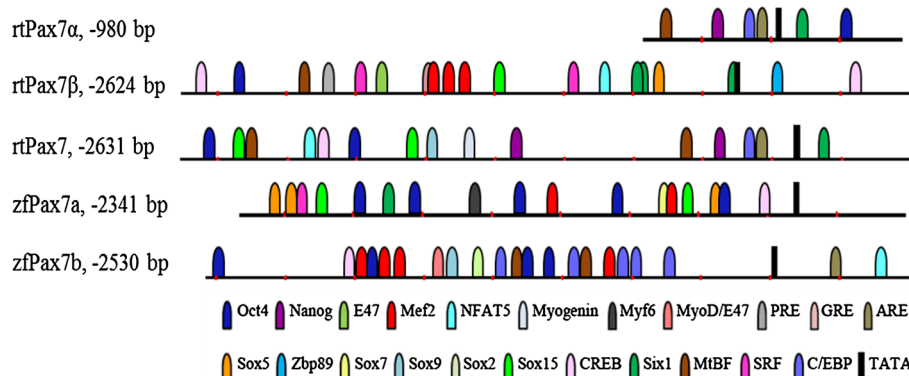 rtPax7α, -980 bp
rtPax7β, -2624 bp
rtPax7, -2631 bp
zfPax7a, -2341 bp
zfPax7b, -2530 bp
Oct4 Nanog E47 Mef2 NFAT5 Myogenin Myf6 MyoD/E47 PRE GRE ARE
Sox5 Zbp89 Sox7 Sox9 Sox2 Sox15 CREB Six1 MtBF SRF C/EBP TATA